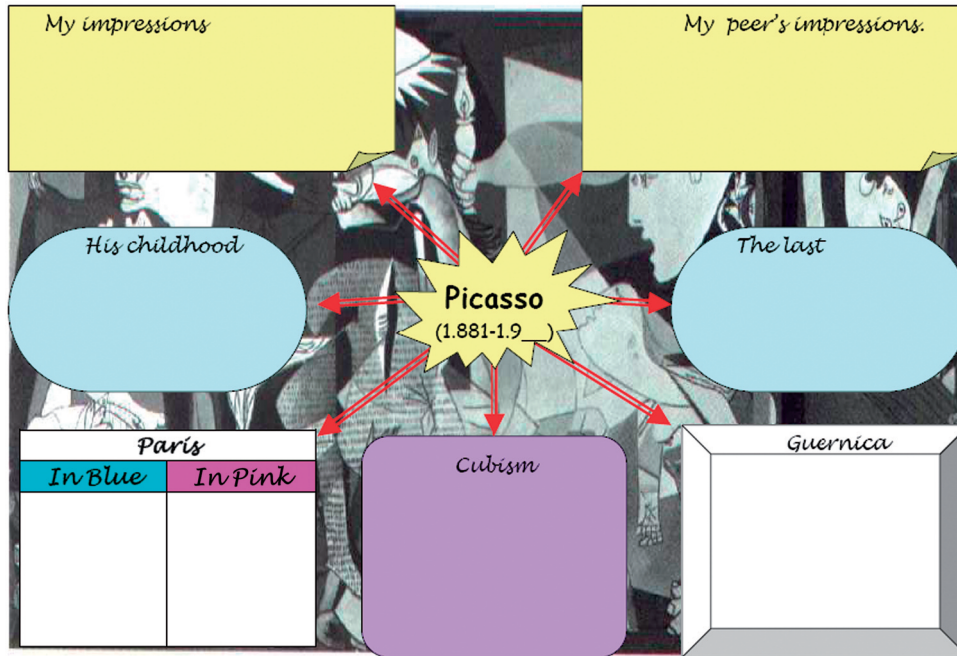 My impressions
My peer's impressions.
His childhood
The last
Picasso
(1.881-1.9__)
París
In Blue
In Pink
Cubism
Guernica